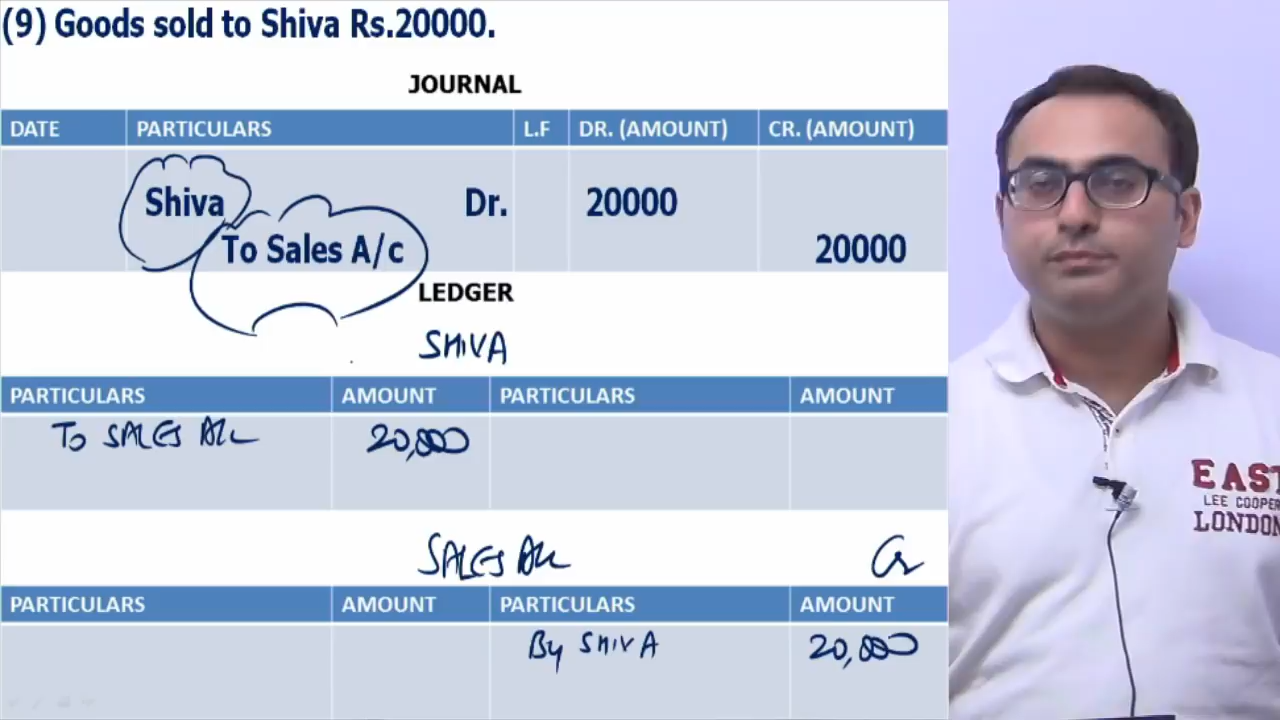 (9) Goods sold to Shiva Rs.20000.
JOURNAL
DATE PARTICULARS L.F DR. (AMOUNT) CR. (AMOUNT)
Shiva Dr. 20000
To Sales A/c 20000
LEDGER
SHIVA
PARTICULARS AMOUNT PARTICULARS AMOUNT
To SALES A/c 20,000
SALES A/c Cr
PARTICULARS AMOUNT PARTICULARS AMOUNT
By SHIVA 20,000
EAST
LEE COOPER
LONDON